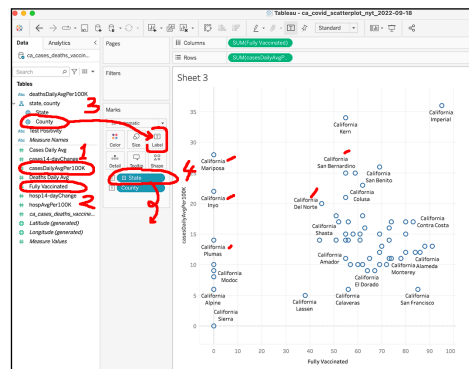 Tableau - ca_covid_scatterplot_nyt_2022-09-18
Standard
Data
Analytics
Pages
Columns
SUM(Fully Vaccinated)
Rows
SUM(casesDailyAvgP..
ca_cases_deaths_vaccin...
Search
Filters
Tables
Abc deathsDailyAvgPer100K
state, county
State
County
Abc Test Positivity
Abc Measure Names
Cases Daily Avg
cases14-dayChange
casesDailyAvgPer100K
Deaths Daily Avg
Fully Vaccinated
hosp14-dayChange
hospAvgPer100K
ca_cases_deaths_vaccine...
Latitude (generated)
Longitude (generated)
Measure Values
1
2
3
4
Marks
Color
Size
Label
Detail
Tooltip
Shape
State
County
Sheet 3
casesDailyAvgPer100K
35
30
25
20
15
10
5
0
California
Imperial
California
Kern
California
Mariposa
California
San Bernardino
California
San Benito
California
Inyo
California
Del Norte
California
Colusa
California
Plumas
California
Shasta
California
Contra Costa
California
Modoc
California
Amador
California
El Dorado
California
Monterey
California
Alameda
California
Alpine
California
Lassen
California
Calaveras
California
San Francisco
California
Sierra
0 10 20 30 40 50 60 70 80 90 100
Fully Vaccinated